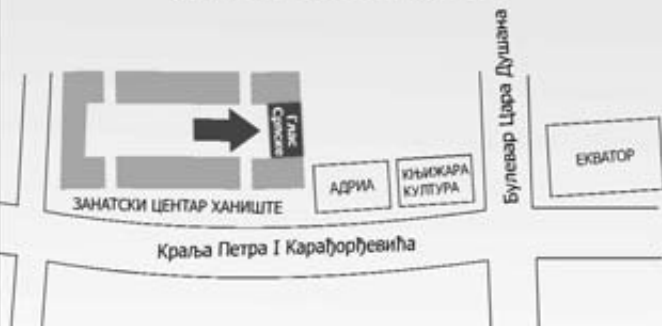 Глас
Српске
ЗАНАТСКИ ЦЕНТАР ХАНИШТЕ
АДРИА
КЊИЖАРА
КУЛТУРА
Булевар Цара Душана
ЕКВАТОР
Краља Петра I Карађорђевића